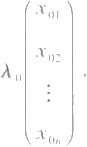 λ₀ ( x₀₁
x₀₂
⋮
x₀ₙ ) .